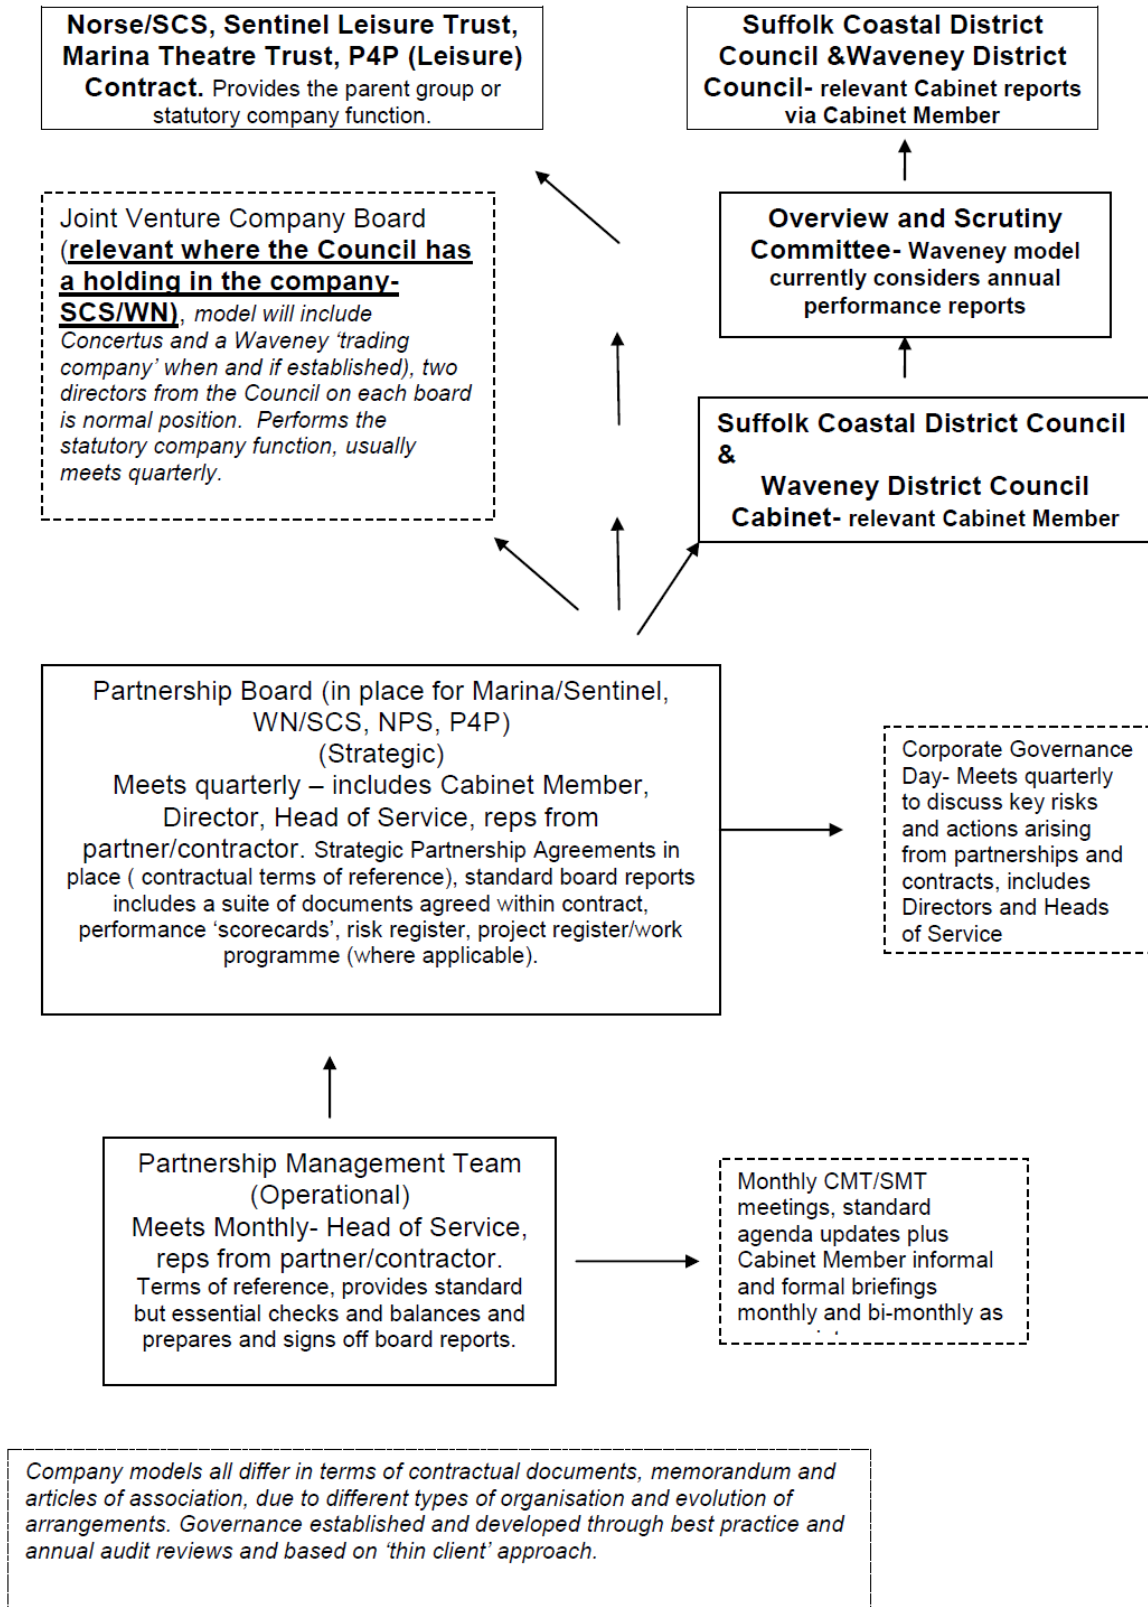 Norse/SCS, Sentinel Leisure Trust,
Marina Theatre Trust, P4P (Leisure)
Contract. Provides the parent group or
statutory company function.
Suffolk Coastal District
Council &Waveney District
Council- relevant Cabinet reports
via Cabinet Member
Joint Venture Company Board
(relevant where the Council has
a holding in the company-
SCS/WN), model will include
Concertus and a Waveney ‘trading
company’ when and if established), two
directors from the Council on each board
is normal position. Performs the
statutory company function, usually
meets quarterly.
Overview and Scrutiny
Committee- Waveney model
currently considers annual
performance reports
Suffolk Coastal District Council
&
Waveney District Council
Cabinet- relevant Cabinet Member
Partnership Board (in place for Marina/Sentinel,
WN/SCS, NPS, P4P)
(Strategic)
Meets quarterly – includes Cabinet Member,
Director, Head of Service, reps from
partner/contractor. Strategic Partnership Agreements in
place ( contractual terms of reference), standard board reports
includes a suite of documents agreed within contract,
performance ‘scorecards’, risk register, project register/work
programme (where applicable).
Corporate Governance
Day- Meets quarterly
to discuss key risks
and actions arising
from partnerships and
contracts, includes
Directors and Heads
of Service
Partnership Management Team
(Operational)
Meets Monthly- Head of Service,
reps from partner/contractor.
Terms of reference, provides standard
but essential checks and balances and
prepares and signs off board reports.
Monthly CMT/SMT
meetings, standard
agenda updates plus
Cabinet Member informal
and formal briefings
monthly and bi-monthly as
Company models all differ in terms of contractual documents, memorandum and
articles of association, due to different types of organisation and evolution of
arrangements. Governance established and developed through best practice and
annual audit reviews and based on ‘thin client’ approach.